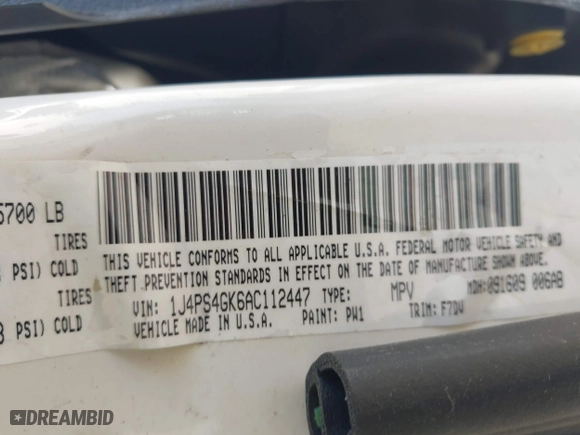 5700 LB
TIRES
PSI) COLD
TIRES
PSI) COLD
THIS VEHICLE CONFORMS TO ALL APPLICABLE U.S.A. FEDERAL MOTOR VEHICLE SAFETY AND
THEFT PREVENTION STANDARDS IN EFFECT ON THE DATE OF MANUFACTURE SHOWN ABOVE.
VIN: 1J4PS4GK6AC112447 TYPE: MPV MDH: 091609 006AB
VEHICLE MADE IN U.S.A. PAINT: PW1 TRIM: F7DV
DREAMBID